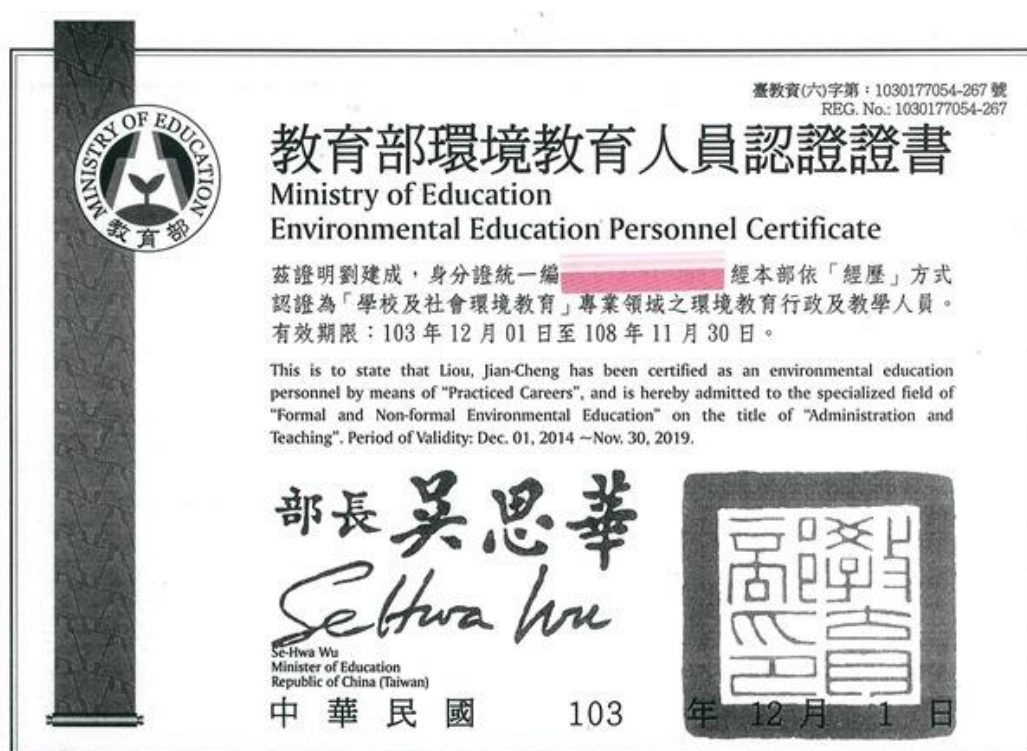 臺教資(六)字第：1030177054-267 號
REG. No.: 1030177054-267
MINISTRY OF EDUCATION
教育部
教育部環境教育人員認證證書
Ministry of Education
Environmental Education Personnel Certificate
茲證明劉建成，身分證統一編 經本部依「經歷」方式
認證為「學校及社會環境教育」專業領域之環境教育行政及教學人員。
有效期限：103 年 12 月 01 日至 108 年 11 月 30 日。
This is to state that Liou, Jian-Cheng has been certified as an environmental education
personnel by means of "Practiced Careers", and is hereby admitted to the specialized field of
"Formal and Non-formal Environmental Education" on the title of "Administration and
Teaching". Period of Validity: Dec. 01, 2014 ~Nov. 30, 2019.
部長 吳思華
SeHwa Wu
Se-Hwa Wu
Minister of Education
Republic of China (Taiwan)
教育部印
中 華 民 國 103 年 12 月 1 日